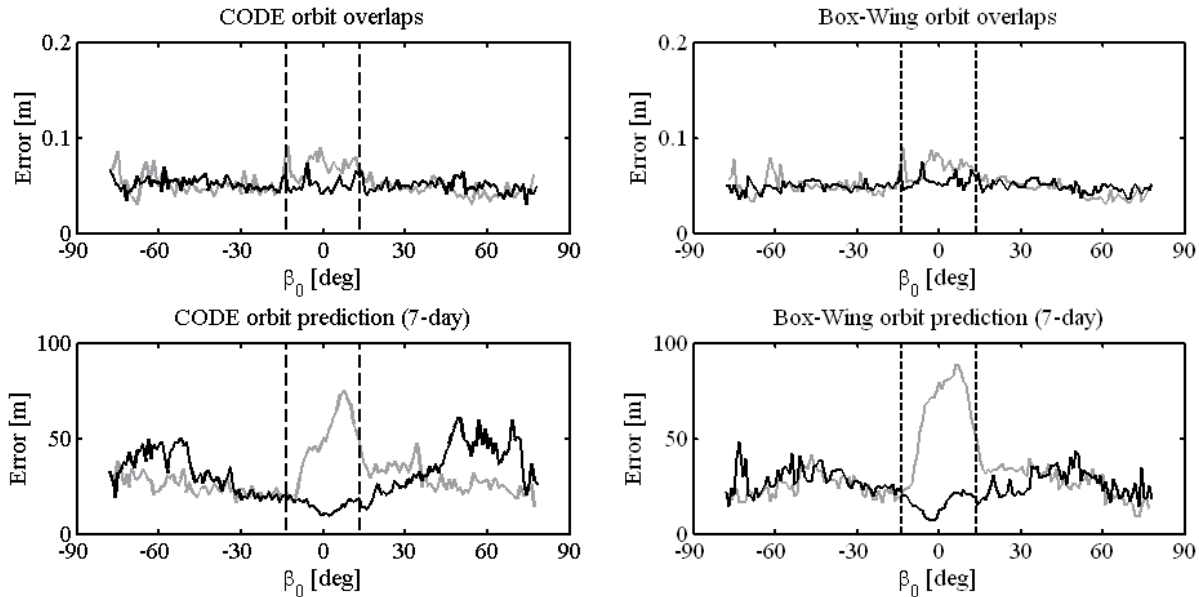 CODE orbit overlaps
0.2
0.1
0
Error [m]
-90 -60 -30 0 30 60 90
β0 [deg]
Box-Wing orbit overlaps
0.2
0.1
0
Error [m]
-90 -60 -30 0 30 60 90
β0 [deg]
CODE orbit prediction (7-day)
100
50
0
Error [m]
-90 -60 -30 0 30 60 90
β0 [deg]
Box-Wing orbit prediction (7-day)
100
50
0
Error [m]
-90 -60 -30 0 30 60 90
β0 [deg]